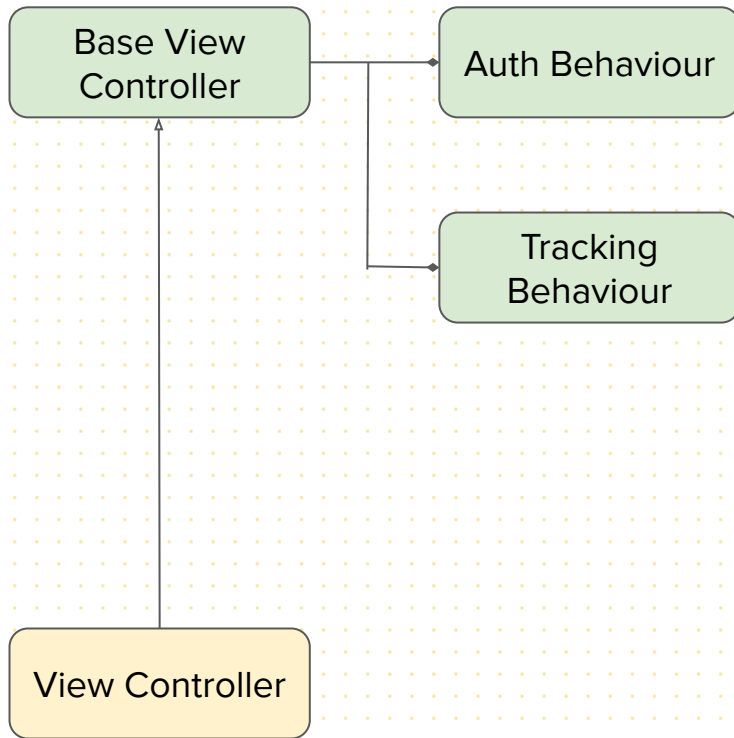 Base View
Controller
Auth Behaviour
Tracking
Behaviour
View Controller